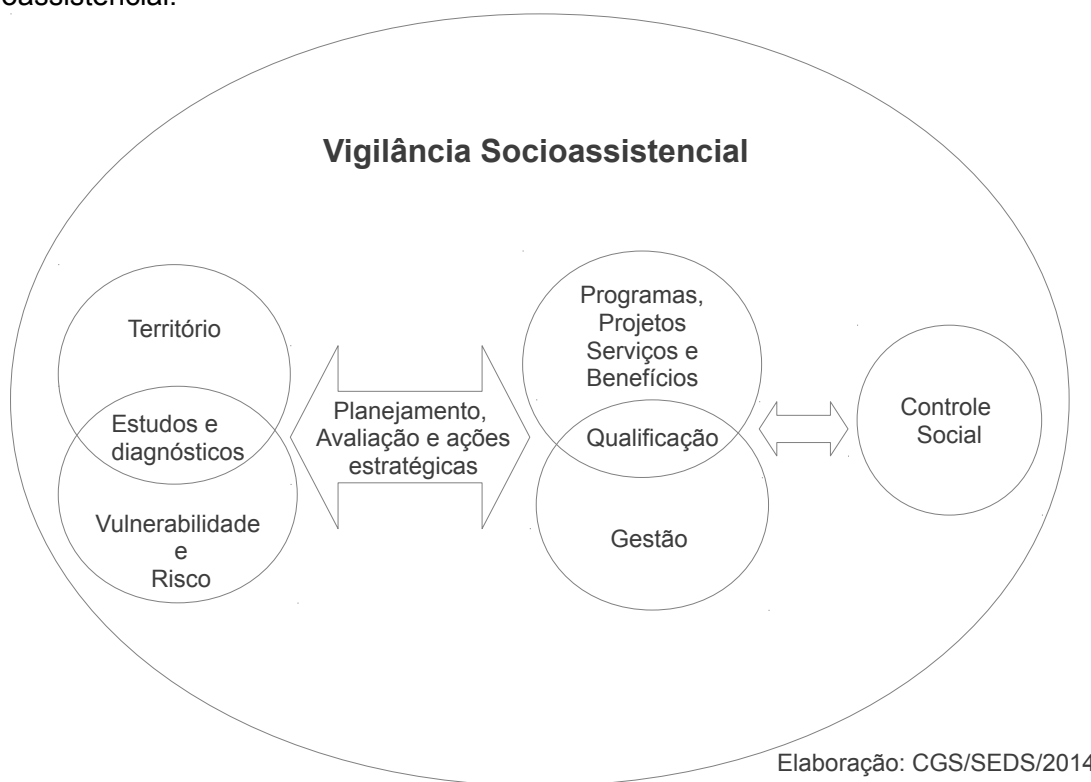 oassistencial.
Vigilância Socioassistencial
Território
Estudos e
diagnósticos
Vulnerabilidade
e
Risco
Planejamento,
Avaliação e ações
estratégicas
Programas,
Projetos
Serviços e
Benefícios
Qualificação
Gestão
Controle
Social
Elaboração: CGS/SEDS/2014